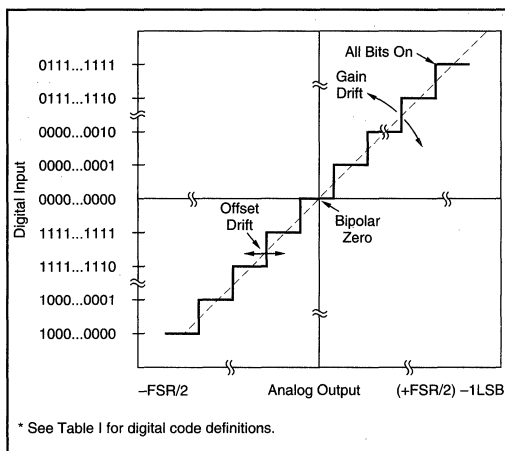 All Bits On
0111...1111
Gain
Drift
0111...1110
0000...0010
0000...0001
Digital Input
0000...0000
Offset
Drift
Bipolar
Zero
1111...1111
1111...1110
1000...0001
1000...0000
–FSR/2
Analog Output
(+FSR/2) –1LSB
* See Table I for digital code definitions.